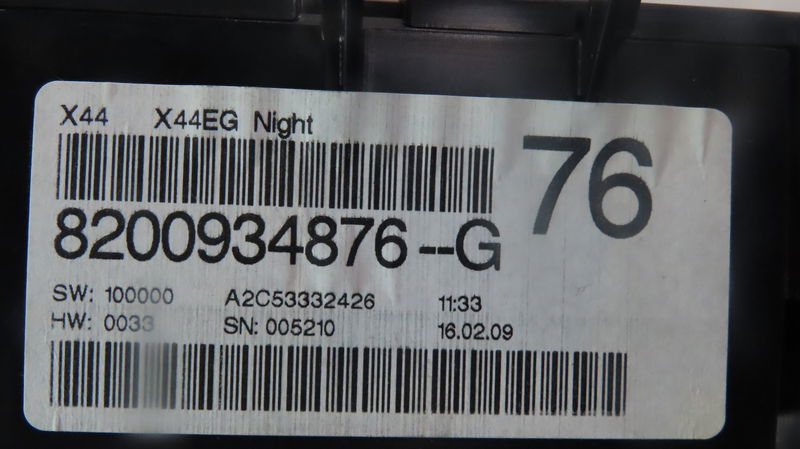 X44 X44EG Night
76
8200934876--G
SW: 100000 A2C53332426 11:33
HW: 0033 SN: 005210 16.02.09